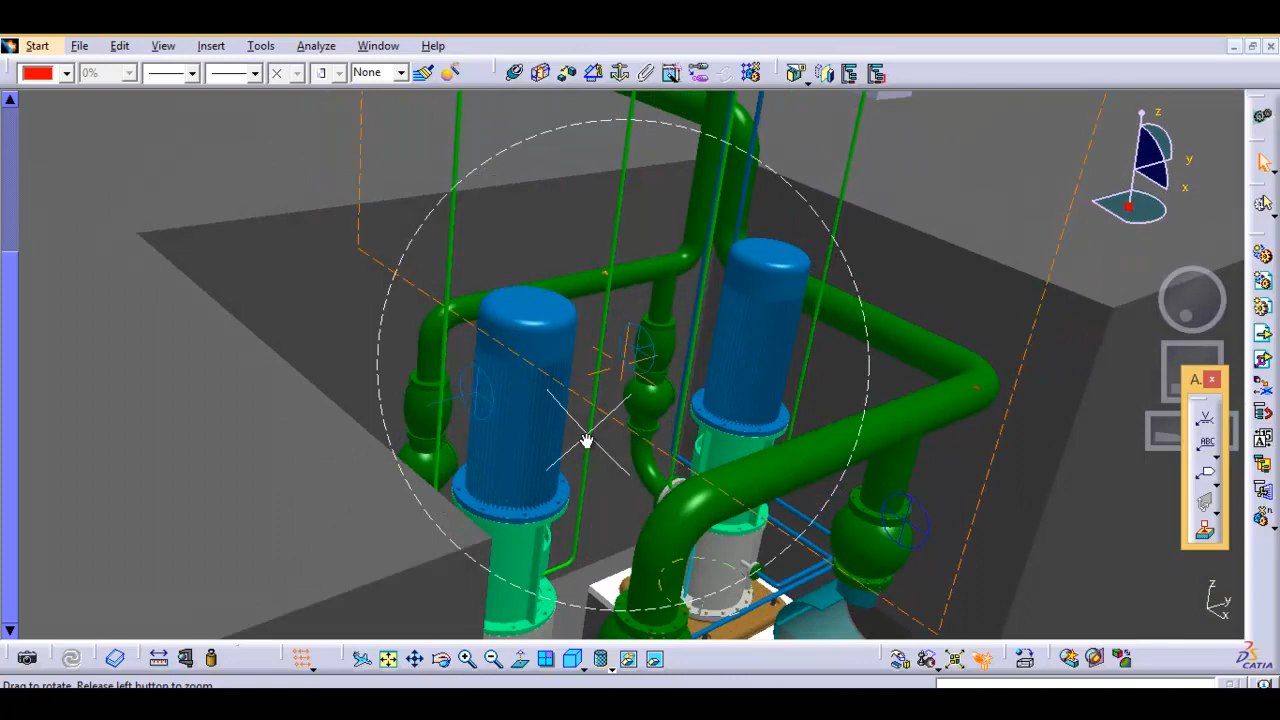 Start File Edit View Insert Tools Analyze Window Help
0% None
z
y
x
A. x
ABC
z
y
x
CATIA
Drag to rotate. Release left button to zoom